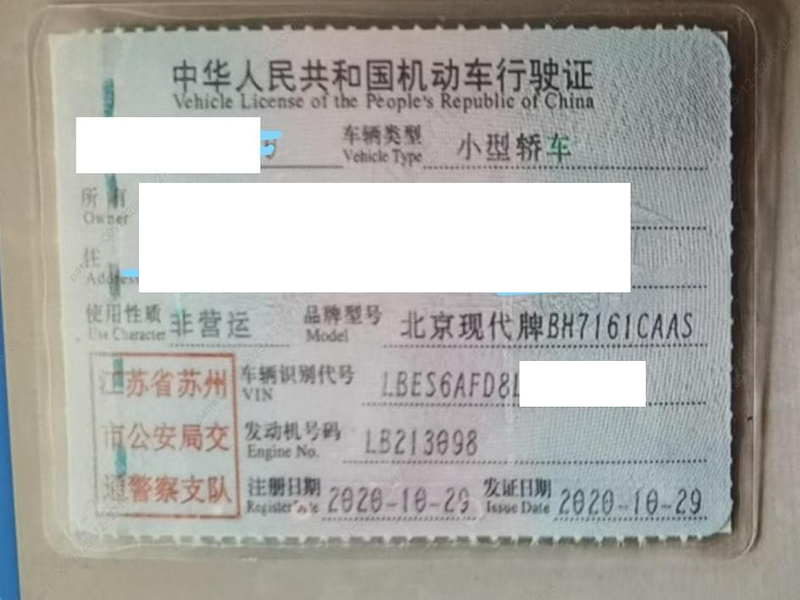 中华人民共和国机动车行驶证
Vehicle License of the People's Republic of China
车辆类型 小型轿车
Vehicle Type
所有
Owner
住
Address
使用性质 非营运 品牌型号 北京现代牌BH7161CAAS
Use Character Model
江苏省苏州 车辆识别代号 LBES6AFD8
VIN
市公安局交 发动机号码 LB213098
Engine No.
通警察支队 注册日期 2020-10-29 发证日期 2020-10-29
Register Date Issue Date